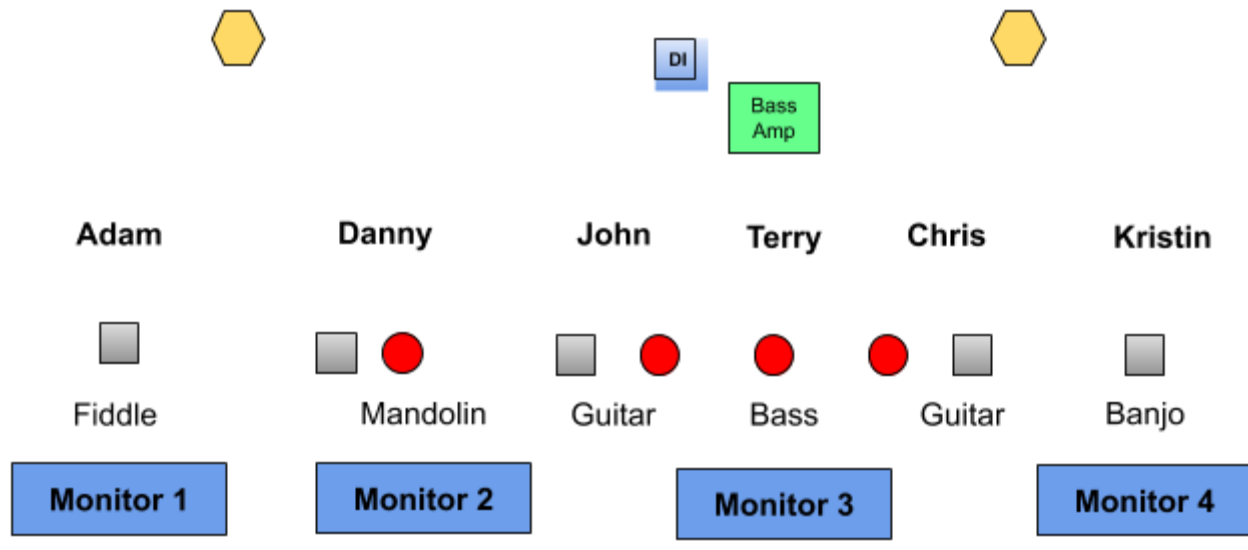 DI
Bass
Amp
Adam Danny John Terry Chris Kristin
Fiddle Mandolin Guitar Bass Guitar Banjo
Monitor 1 Monitor 2 Monitor 3 Monitor 4